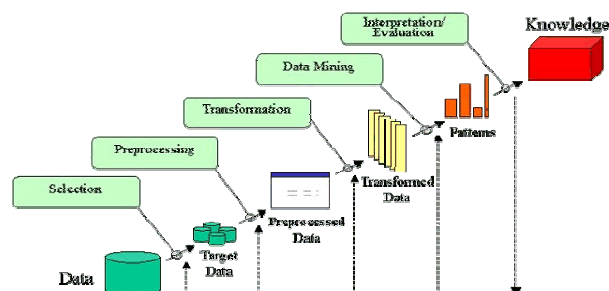 Interpretation/
Evaluation
Knowledge
Data Mining
Transformation
Patterns
Preprocessing
Transformed
Data
Selection
Preprocessed
Data
Target
Data
Data